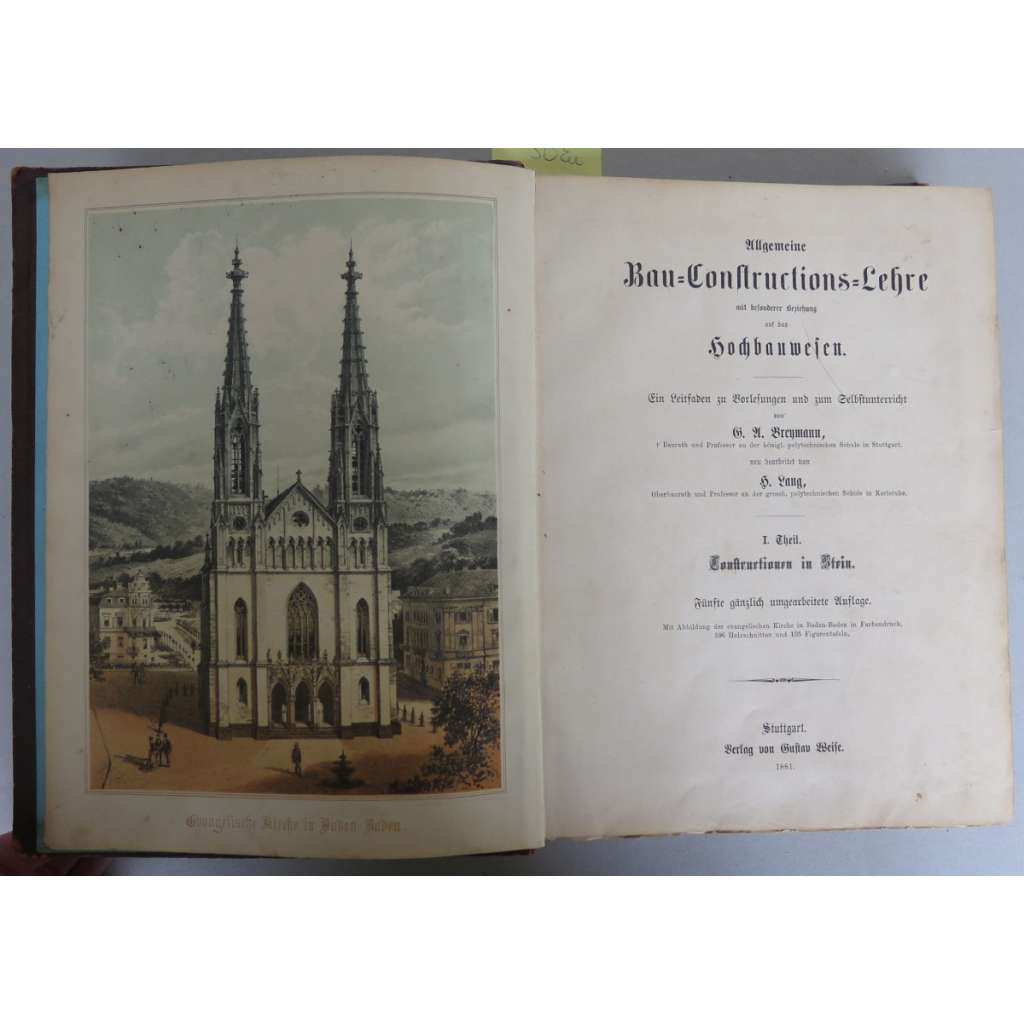 Evangelische Kirche in Baden-Baden.
Allgemeine
Bau-Constructions-Lehre
mit besonderer Beziehung
auf das
Hochbauwesen.
Ein Leitfaden zu Vorlesungen und zum Selbstunterricht
von
G. A. Breymann,
† Baurath und Professor an der königl. polytechnischen Schule in Stuttgart.
neu bearbeitet von
H. Lang,
Oberbaurath und Professor an der grossh. polytechnischen Schule in Karlsruhe.
I. Theil.
Constructionen in Stein.
Fünfte gänzlich umgearbeitete Auflage.
Mit Abbildung der evangelischen Kirche in Baden-Baden in Farbendruck,
Holzschnitten und Figurentafeln.
Stuttgart.
Verlag von Gustav Weise.
1881.